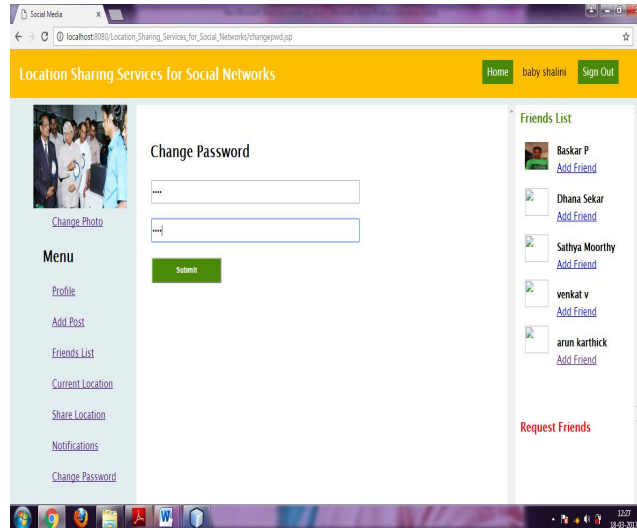 Social Media
localhost:8080/Location_Sharing_Services_for_Social_Networks/changepwd.jsp
Location Sharing Services for Social Networks
Home baby shalini Sign Out
Change Photo
Menu
Profile
Add Post
Friends List
Current Location
Share Location
Notifications
Change Password
Change Password
••••
••••
Submit
Friends List
Baskar P
Add Friend
Dhana Sekar
Add Friend
Sathya Moorthy
Add Friend
venkat v
Add Friend
arun karthick
Add Friend
Request Friends
12:27